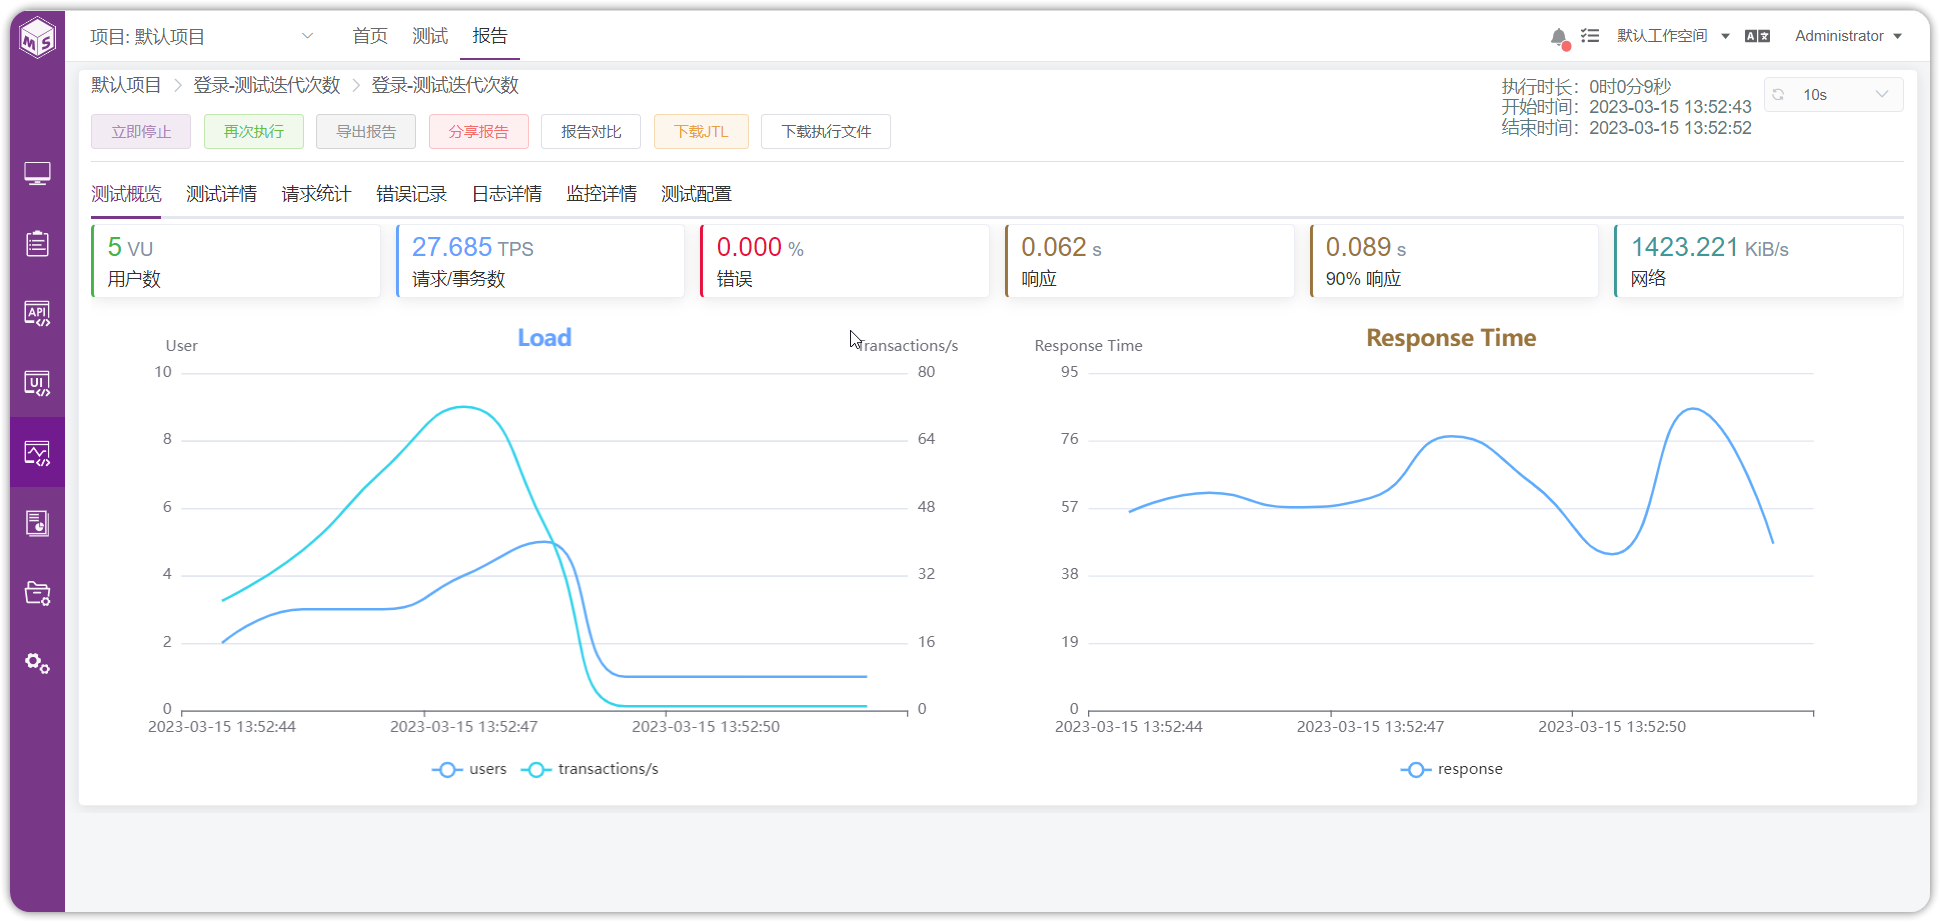 MS
项目: 默认项目
首页
测试
报告
默认工作空间
Administrator
默认项目
登录-测试迭代次数
登录-测试迭代次数
执行时长：0时0分9秒
开始时间：2023-03-15 13:52:43
结束时间：2023-03-15 13:52:52
10s
立即停止
再次执行
导出报告
分享报告
报告对比
下载JTL
下载执行文件
测试概览
测试详情
请求统计
错误记录
日志详情
监控详情
测试配置
5 VU
用户数
27.685 TPS
请求/事务数
0.000 %
错误
0.062 s
响应
0.089 s
90% 响应
1423.221 KiB/s
网络
API
UI
Load
User
Transactions/s
10
8
6
4
2
0
80
64
48
32
16
0
2023-03-15 13:52:44
2023-03-15 13:52:47
2023-03-15 13:52:50
users
transactions/s
Response Time
Response Time
95
76
57
38
19
0
2023-03-15 13:52:44
2023-03-15 13:52:47
2023-03-15 13:52:50
response